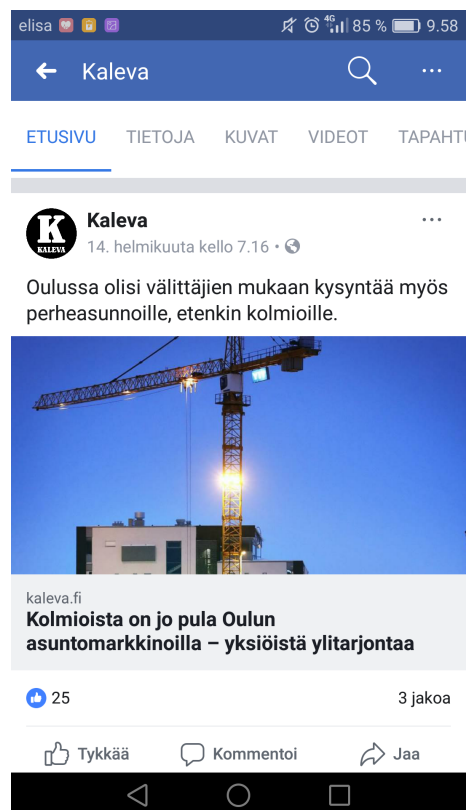 elisa 4G 85 % 9.58
Kaleva
ETUSIVU TIETOJA KUVAT VIDEOT TAPAHTU
K
KALEVA
Kaleva
14. helmikuuta kello 7.16 •
Oulussa olisi välittäjien mukaan kysyntää myös
perheasunnoille, etenkin kolmioille.
kaleva.fi
Kolmioista on jo pula Oulun
asuntomarkkinoilla – yksiöistä ylitarjontaa
25 3 jakoa
Tykkää Kommentoi Jaa